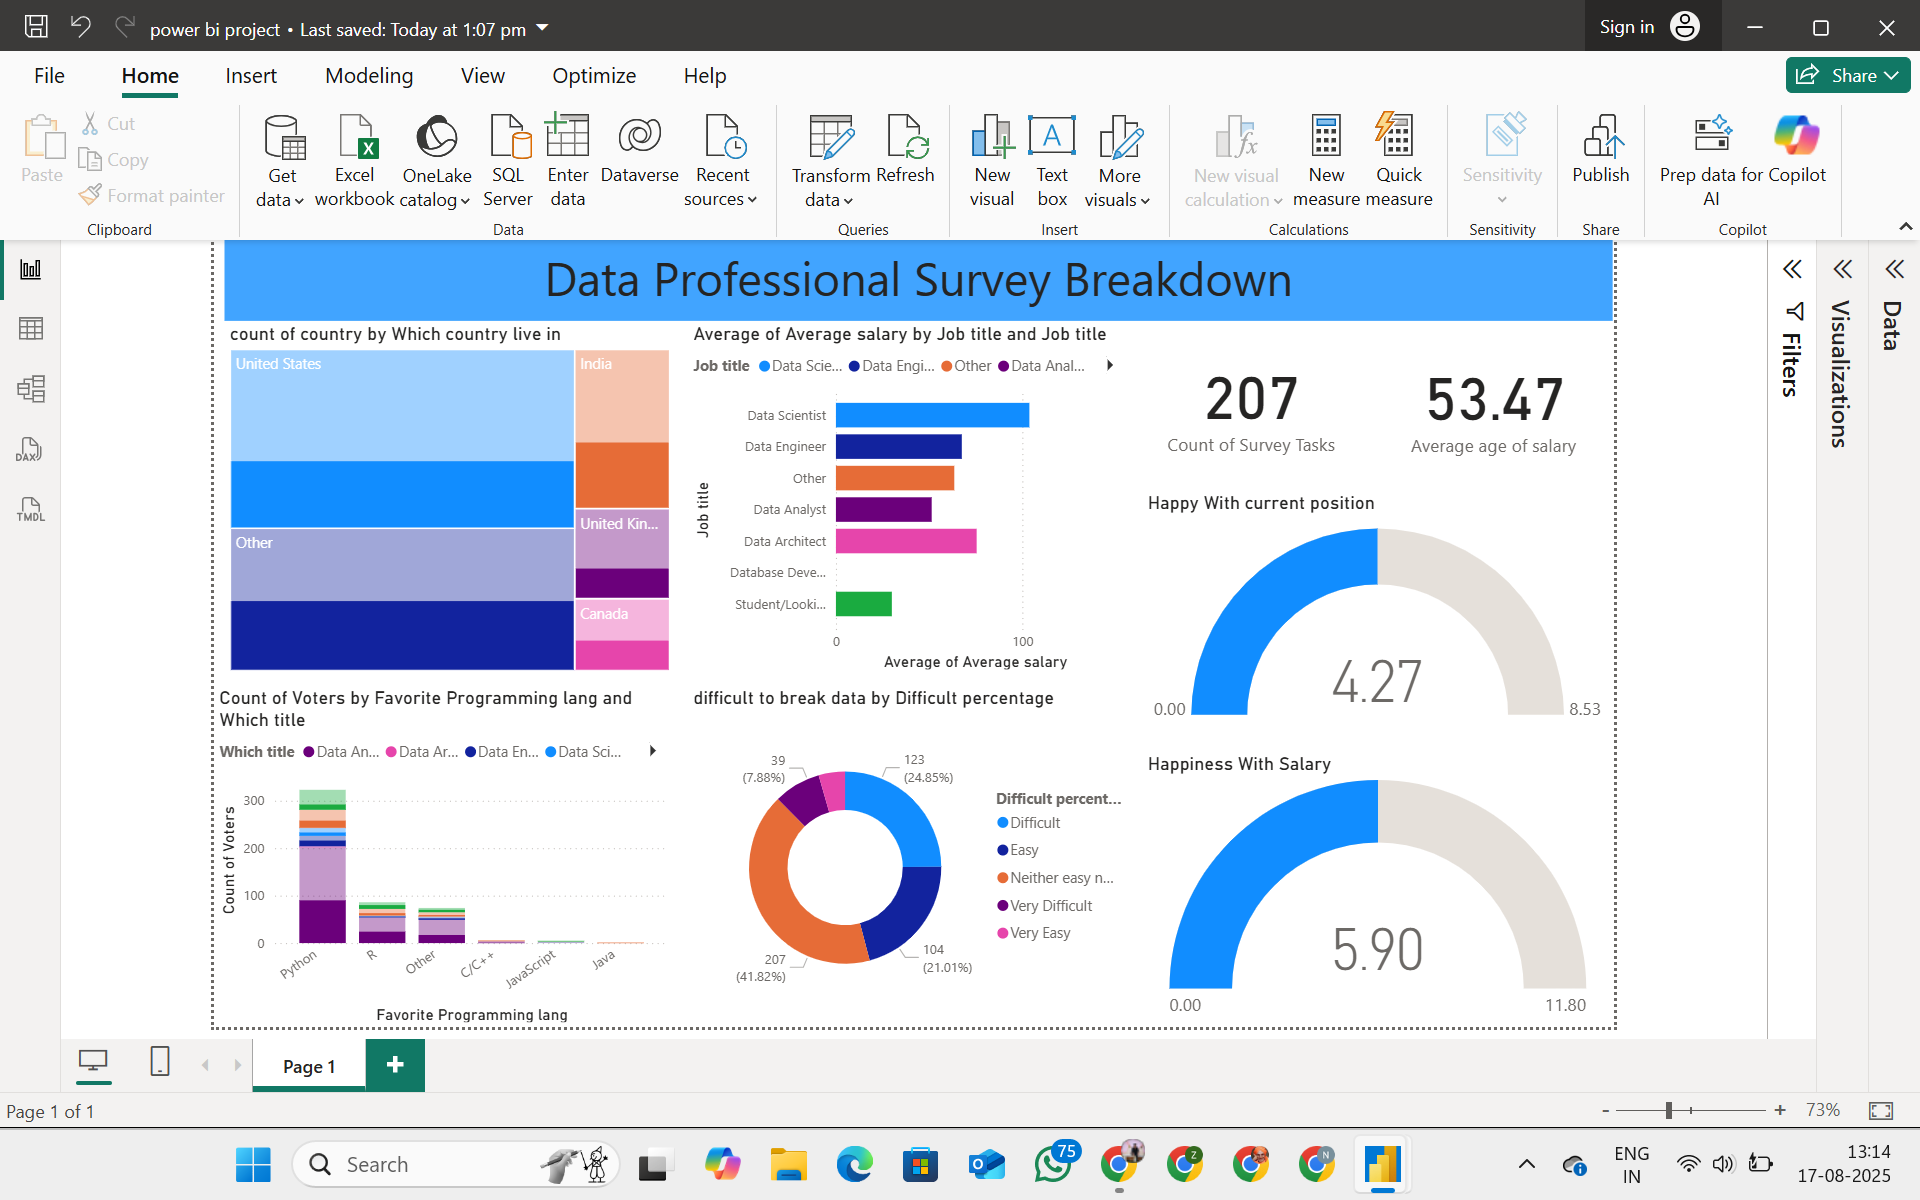 power bi project • Last saved: Today at 1:07 pm
Sign in
File
Home
Insert
Modeling
View
Optimize
Help
Share
Paste
Cut
Copy
Format painter
Clipboard
Get data
Excel workbook
OneLake catalog
SQL Server
Enter data
Dataverse
Recent sources
Data
Transform data
Refresh
Queries
New visual
Text box
More visuals
Insert
New visual calculation
New measure
Quick measure
Calculations
Sensitivity
Sensitivity
Publish
Share
Prep data for AI
Copilot
Copilot
DAX
TMDL
Data Professional Survey Breakdown
count of country by Which country live in
United States
India
Other
United Kin...
Canada
Average of Average salary by Job title and Job title
Job title Data Scie... Data Engi... Other Data Anal...
Job title
Data Scientist
Data Engineer
Other
Data Analyst
Data Architect
Database Deve...
Student/Looki...
0 100
Average of Average salary
207
Count of Survey Tasks
53.47
Average age of salary
Happy With current position
4.27
0.00
8.53
Count of Voters by Favorite Programming lang and
Which title
Which title Data An... Data Ar... Data En... Data Sci...
Count of Voters
300
200
100
0
Python
R
Other
C/C++
JavaScript
Java
Favorite Programming lang
difficult to break data by Difficult percentage
39
(7.88%)
123
(24.85%)
207
(41.82%)
104
(21.01%)
Difficult percent...
Difficult
Easy
Neither easy n...
Very Difficult
Very Easy
Happiness With Salary
5.90
0.00
11.80
Filters
Visualizations
Data
Page 1
Page 1 of 1
73%
Search
75
Z
N
ENG
IN
13:14
17-08-2025